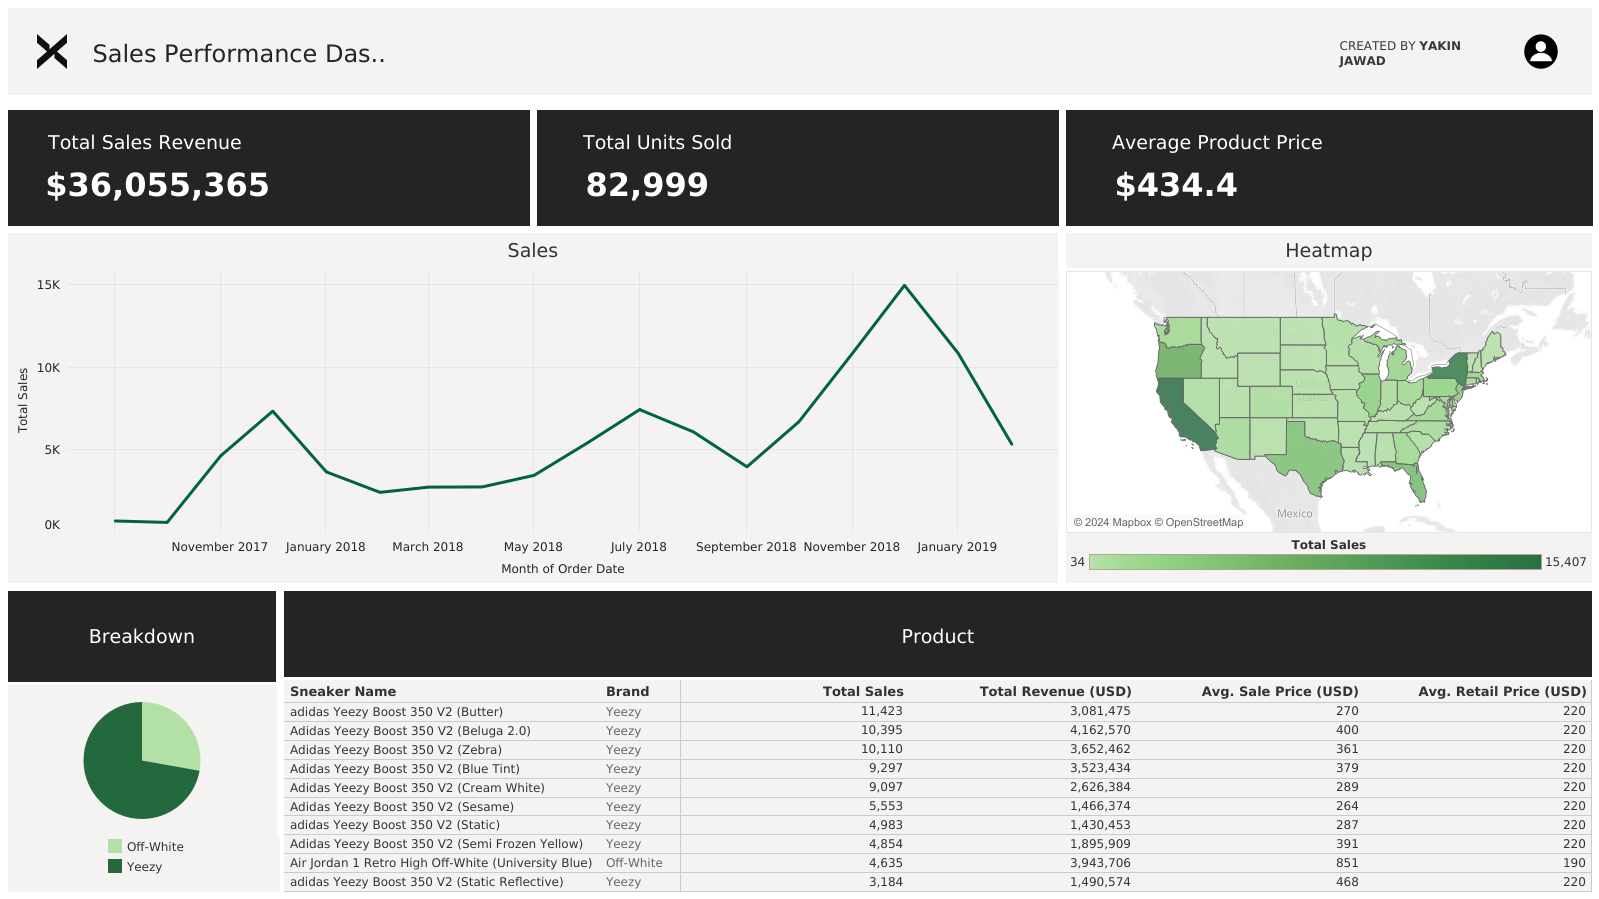 Sales Performance Das..
CREATED BY YAKIN
JAWAD
Total Sales Revenue
$36,055,365
Total Units Sold
82,999
Average Product Price
$434.4
Sales
15K
10K
5K
0K
Total Sales
November 2017 January 2018 March 2018 May 2018 July 2018 September 2018 November 2018 January 2019
Month of Order Date
Heatmap
United
States
Mexico
© 2024 Mapbox © OpenStreetMap
Total Sales
34 15,407
Breakdown
Off-White
Yeezy
Product
Sneaker Name Brand Total Sales Total Revenue (USD) Avg. Sale Price (USD) Avg. Retail Price (USD)
adidas Yeezy Boost 350 V2 (Butter) Yeezy 11,423 3,081,475 270 220
Adidas Yeezy Boost 350 V2 (Beluga 2.0) Yeezy 10,395 4,162,570 400 220
Adidas Yeezy Boost 350 V2 (Zebra) Yeezy 10,110 3,652,462 361 220
Adidas Yeezy Boost 350 V2 (Blue Tint) Yeezy 9,297 3,523,434 379 220
Adidas Yeezy Boost 350 V2 (Cream White) Yeezy 9,097 2,626,384 289 220
Adidas Yeezy Boost 350 V2 (Sesame) Yeezy 5,553 1,466,374 264 220
adidas Yeezy Boost 350 V2 (Static) Yeezy 4,983 1,430,453 287 220
Adidas Yeezy Boost 350 V2 (Semi Frozen Yellow) Yeezy 4,854 1,895,909 391 220
Air Jordan 1 Retro High Off-White (University Blue) Off-White 4,635 3,943,706 851 190
adidas Yeezy Boost 350 V2 (Static Reflective) Yeezy 3,184 1,490,574 468 220